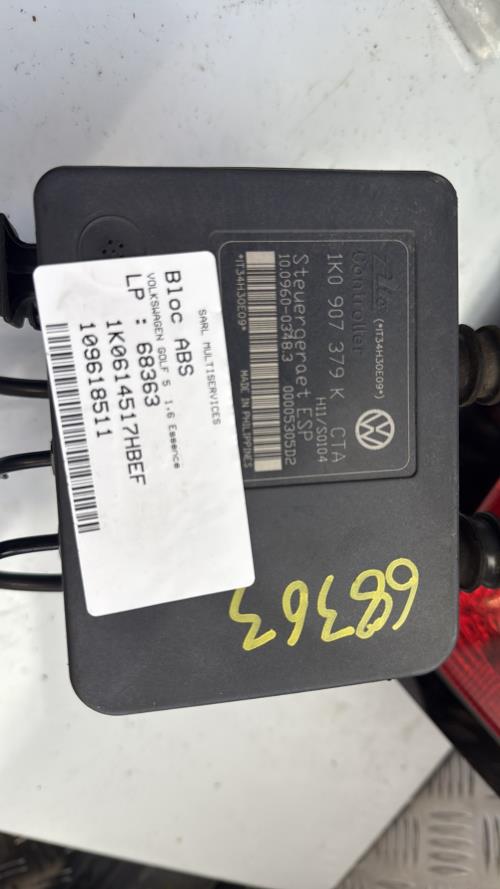 (*IT34H30E09*)
Controller
1K0 907 379 K CTA
H11/S0104
Steuergeraet ESP
10.0960-0348.3 00005305D2
*IT34H30E09* MADE IN PHILIPPINES
SARL MULTISERVICES
Bloc ABS
VOLKSWAGEN GOLF 5 1.6 Essence
LP : 68363
1K0614517HBEF
109618511
68363